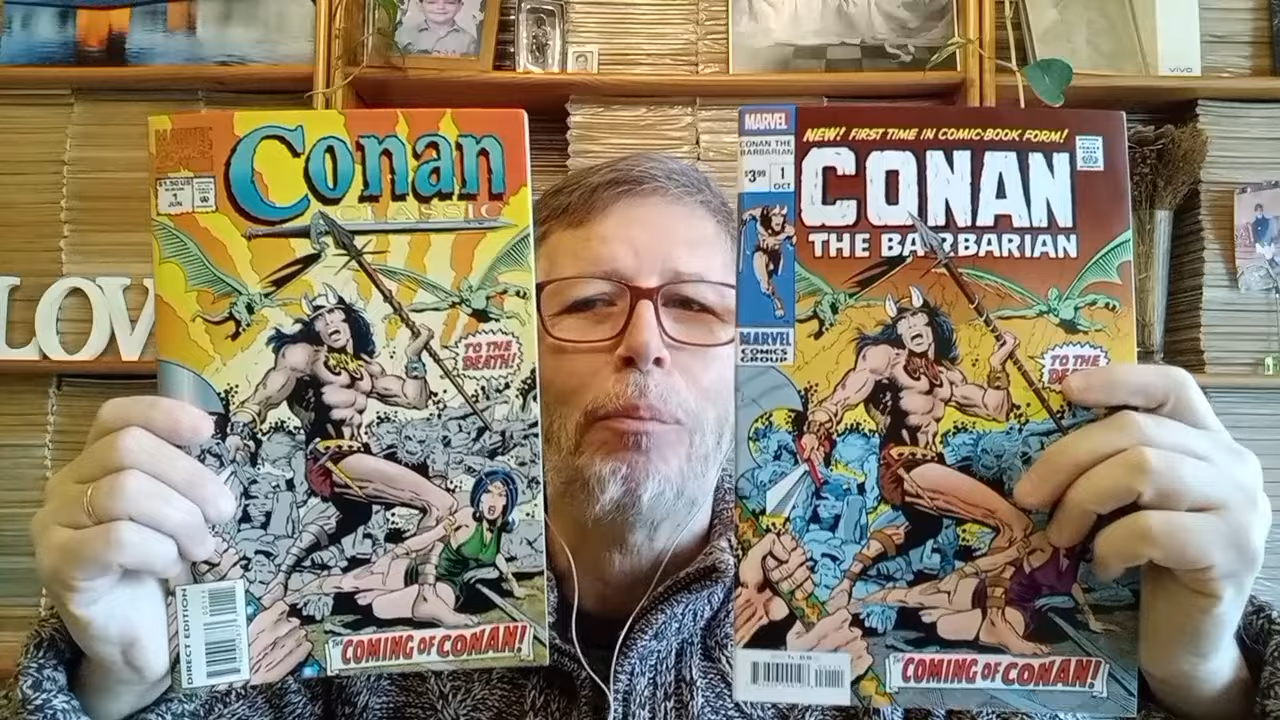 vivo
LOV
MARVEL
$1.50 US
1
JUN
Conan
CLASSIC
TO THE
DEATH!
DIRECT EDITION
THE COMING OF CONAN!
MARVEL
CONAN THE
BARBARIAN
$3.99
1
OCT
MARVEL
COMICS
GROUP
NEW! FIRST TIME IN COMIC-BOOK FORM!
CONAN
THE BARBARIAN
TO THE
THE COMING OF CONAN!